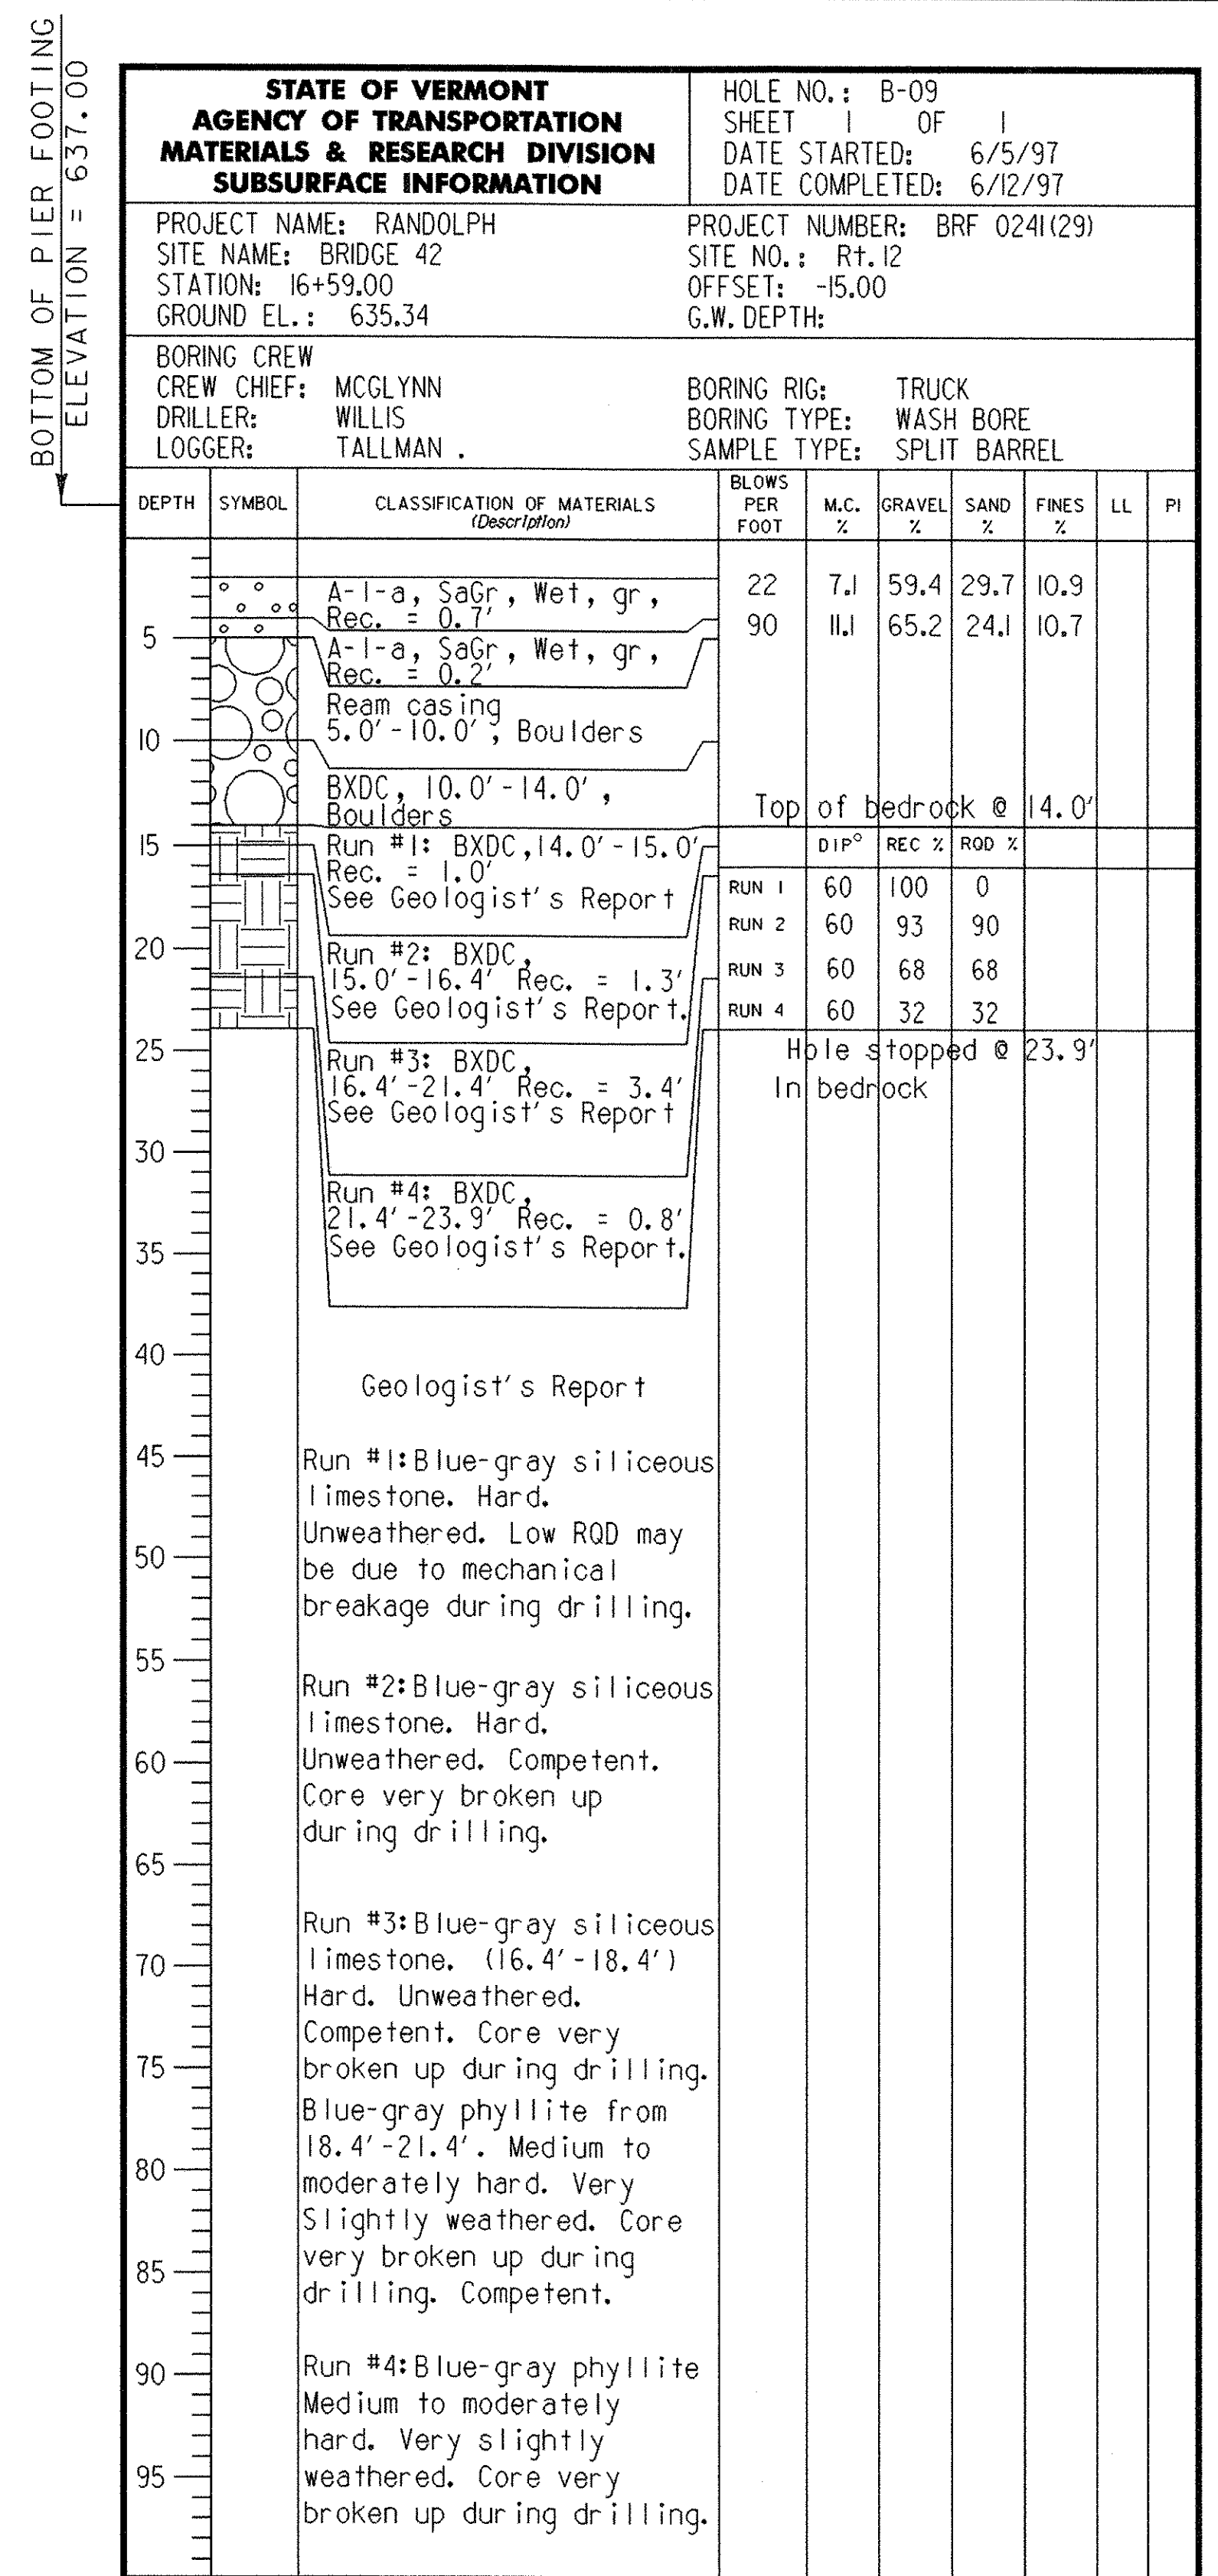 BOTTOM OF PIER FOOTING
ELEVATION = 637.00
STATE OF VERMONT
AGENCY OF TRANSPORTATION
MATERIALS & RESEARCH DIVISION
SUBSURFACE INFORMATION
HOLE NO.: B-09
SHEET 1 OF 1
DATE STARTED: 6/5/97
DATE COMPLETED: 6/12/97
PROJECT NAME: RANDOLPH
SITE NAME: BRIDGE 42
STATION: 16+59.00
GROUND EL.: 635.34
PROJECT NUMBER: BRF 0241(29)
SITE NO.: Rt. 12
OFFSET: -15.00
G.W. DEPTH:
BORING CREW
CREW CHIEF: MCGLYNN
DRILLER: WILLIS
LOGGER: TALLMAN .
BORING RIG: TRUCK
BORING TYPE: WASH BORE
SAMPLE TYPE: SPLIT BARREL
DEPTH SYMBOL CLASSIFICATION OF MATERIALS (Description) BLOWS PER FOOT M.C. % GRAVEL % SAND % FINES % LL PI
A-1-a, SaGr, Wet, gr, 22 7.1 59.4 29.7 10.9
Rec. = 0.7'
90 11.1 65.2 24.1 10.7
5
A-1-a, SaGr, Wet, gr,
Rec. = 0.2'
Ream casing
5.0'-10.0', Boulders
10
BXDC, 10.0'-14.0',
Boulders
Top of bedrock @ 14.0'
15
Run #1: BXDC, 14.0'-15.0'
Rec. = 1.0'
See Geologist's Report
DIP° REC % RQD %
RUN 1 60 100 0
RUN 2 60 93 90
RUN 3 60 68 68
RUN 4 60 32 32
20
Run #2: BXDC,
15.0'-16.4' Rec. = 1.3'
See Geologist's Report.
Hole stopped @ 23.9'
In bedrock
25
Run #3: BXDC,
16.4'-21.4' Rec. = 3.4'
See Geologist's Report
30
Run #4: BXDC,
21.4'-23.9' Rec. = 0.8'
See Geologist's Report.
35
40
Geologist's Report
45
Run #1: Blue-gray siliceous
limestone. Hard.
Unweathered. Low RQD may
50
be due to mechanical
breakage during drilling.
55
Run #2: Blue-gray siliceous
limestone. Hard.
60
Unweathered. Competent.
Core very broken up
during drilling.
65
Run #3: Blue-gray siliceous
70
limestone. (16.4'-18.4')
Hard. Unweathered.
Competent. Core very
75
broken up during drilling.
Blue-gray phyllite from
18.4'-21.4'. Medium to
80
moderately hard. Very
Slightly weathered. Core
very broken up during
85
drilling. Competent.
90
Run #4: Blue-gray phyllite
Medium to moderately
hard. Very slightly
95
weathered. Core very
broken up during drilling.